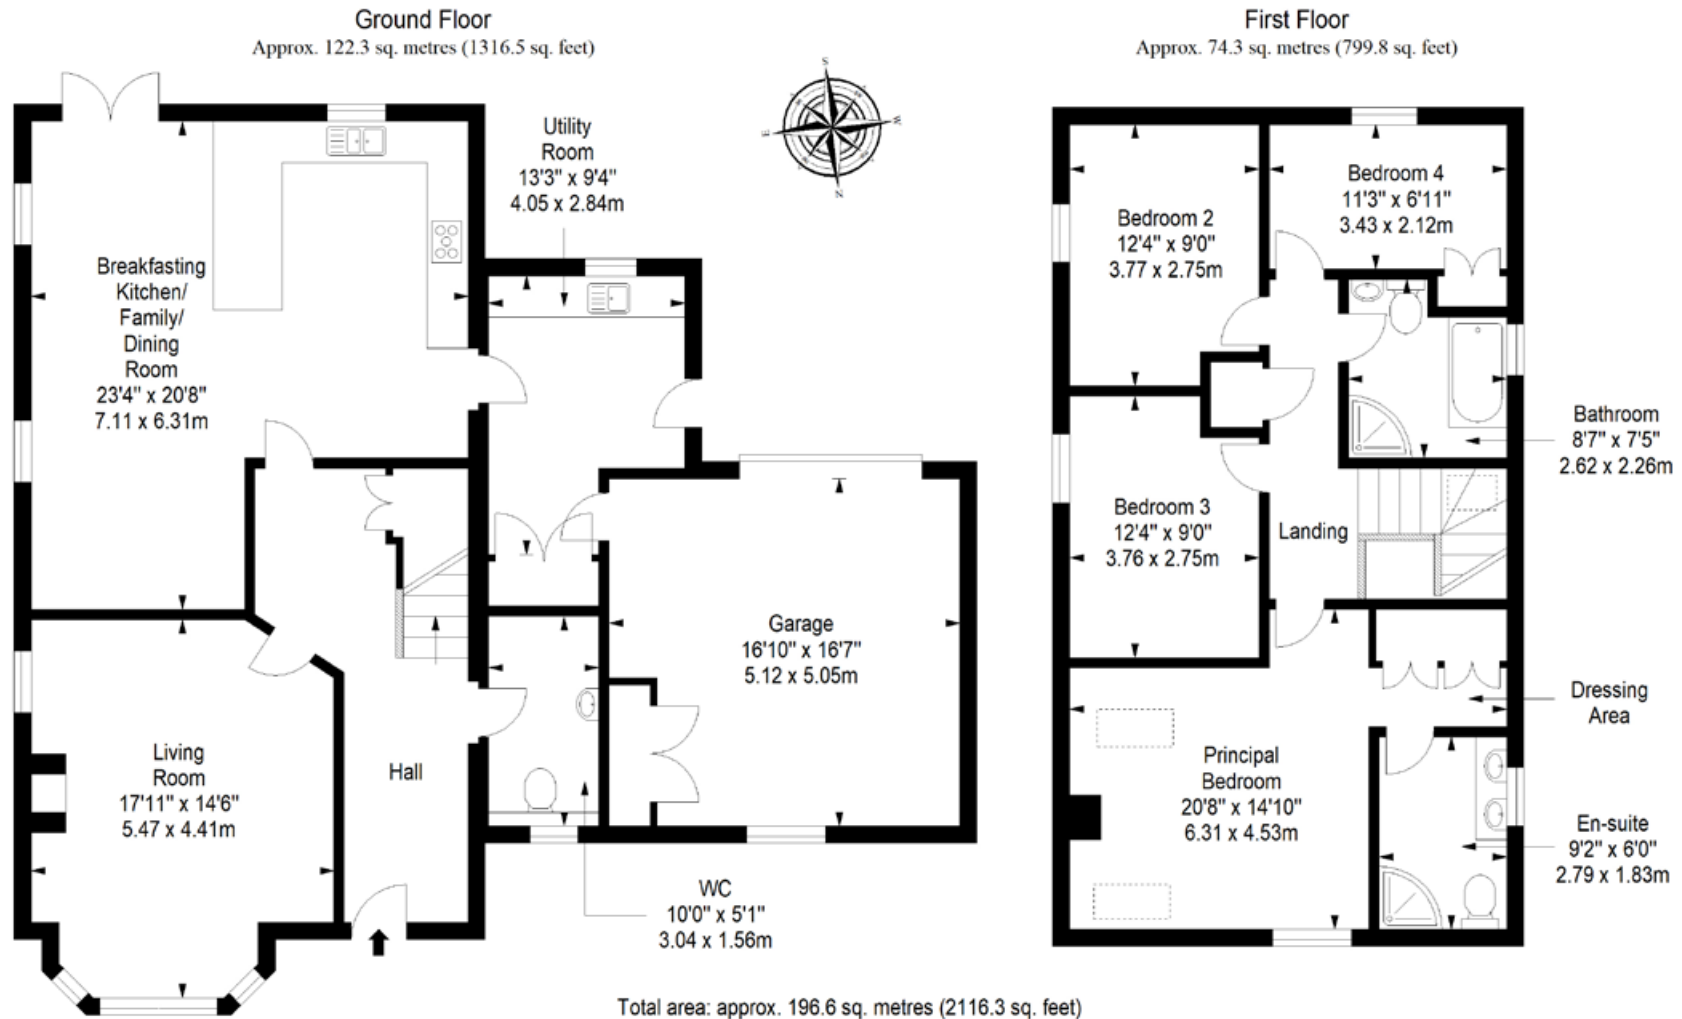 Ground Floor
Approx. 122.3 sq. metres (1316.5 sq. feet)
First Floor
Approx. 74.3 sq. metres (799.8 sq. feet)
S
E
W
N
Utility
Room
13'3" x 9'4"
4.05 x 2.84m
Breakfasting
Kitchen/
Family/
Dining
Room
23'4" x 20'8"
7.11 x 6.31m
Living
Room
17'11" x 14'6"
5.47 x 4.41m
Hall
Garage
16'10" x 16'7"
5.12 x 5.05m
WC
10'0" x 5'1"
3.04 x 1.56m
Bedroom 2
12'4" x 9'0"
3.77 x 2.75m
Bedroom 4
11'3" x 6'11"
3.43 x 2.12m
Bathroom
8'7" x 7'5"
2.62 x 2.26m
Bedroom 3
12'4" x 9'0"
3.76 x 2.75m
Landing
Dressing
Area
Principal
Bedroom
20'8" x 14'10"
6.31 x 4.53m
En-suite
9'2" x 6'0"
2.79 x 1.83m
Total area: approx. 196.6 sq. metres (2116.3 sq. feet)